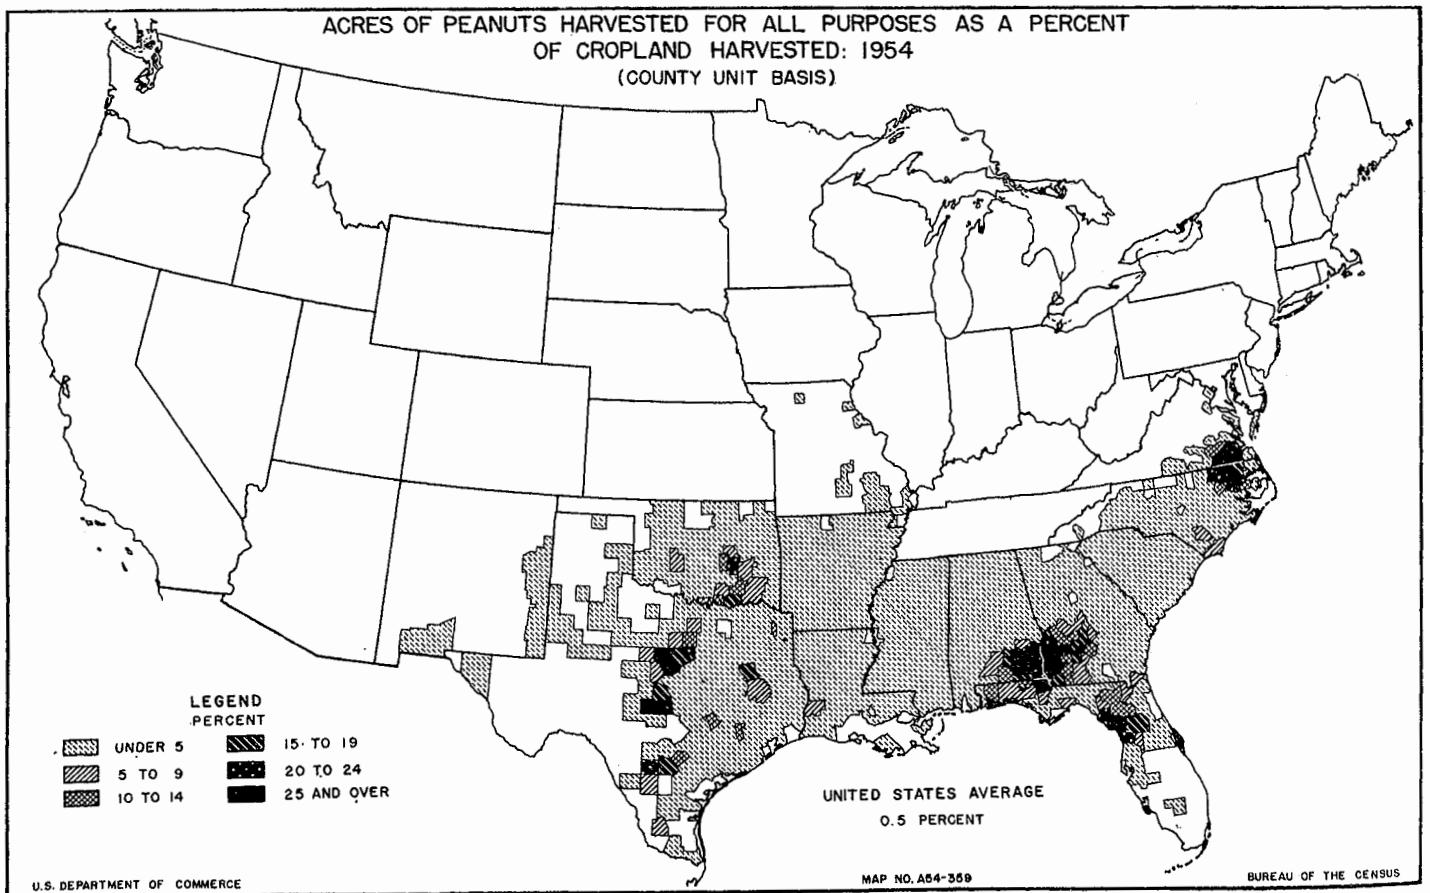 ACRES OF PEANUTS HARVESTED FOR ALL PURPOSES AS A PERCENT
OF CROPLAND HARVESTED: 1954
(COUNTY UNIT BASIS)
LEGEND
PERCENT
UNDER 5
5 TO 9
10 TO 14
15 TO 19
20 TO 24
25 AND OVER
UNITED STATES AVERAGE
0.5 PERCENT
U.S. DEPARTMENT OF COMMERCE
MAP NO. A54-359
BUREAU OF THE CENSUS